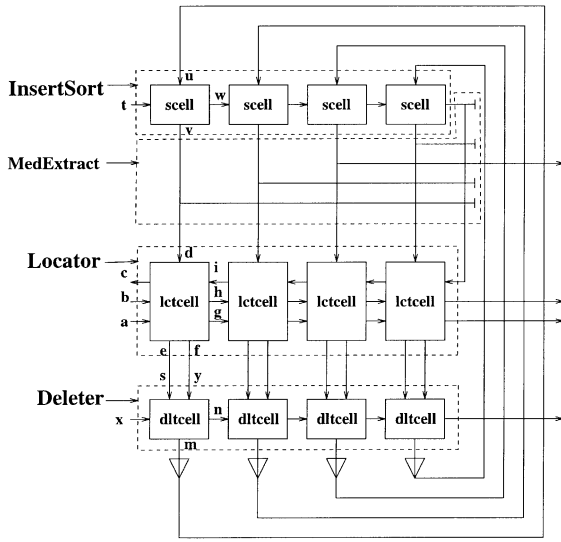 u
InsertSort
t
scell
w
scell
scell
scell
v
MedExtract
Locator
d
c
i
b
lctcell
h
lctcell
lctcell
lctcell
a
g
e
f
s
y
Deleter
x
dltcell
n
dltcell
dltcell
dltcell
m